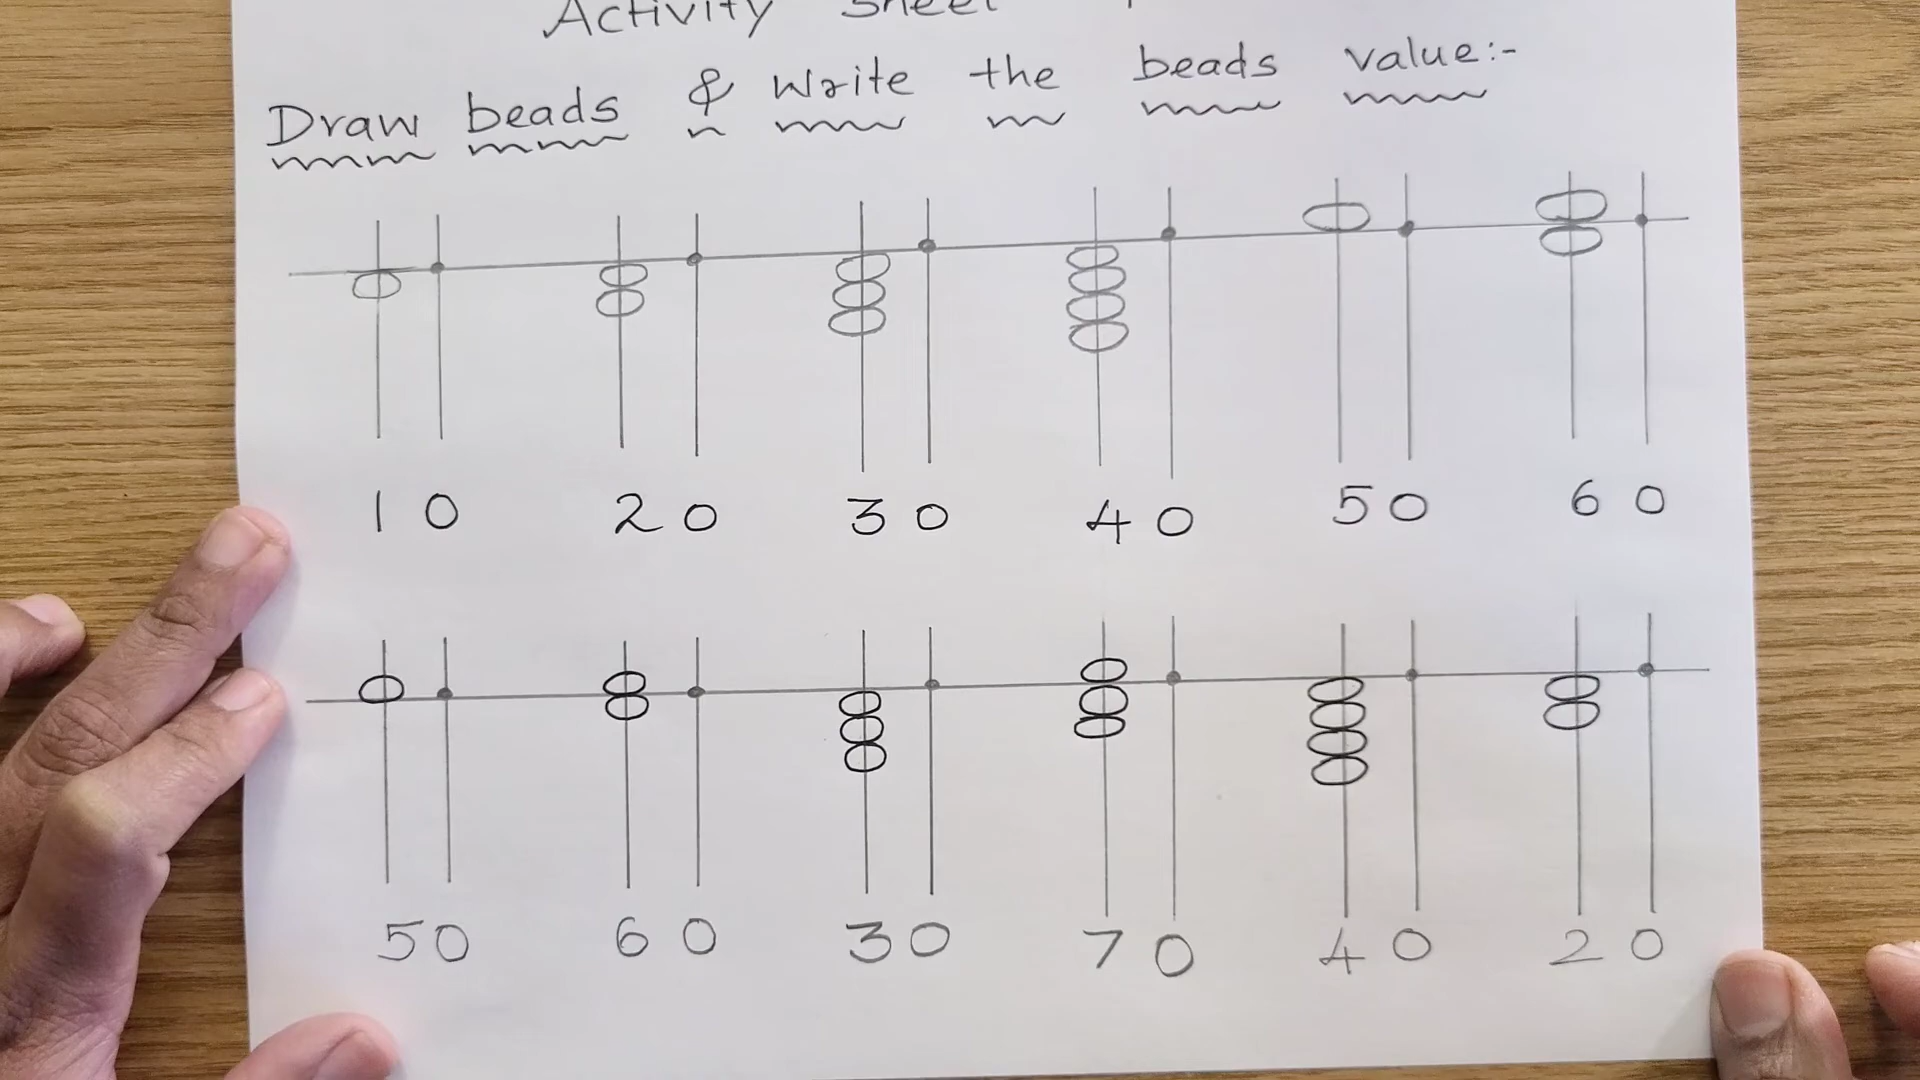 Activity Sheet
Draw beads & Write the beads value:-
10 20 30 40 50 60
50 60 30 70 40 20